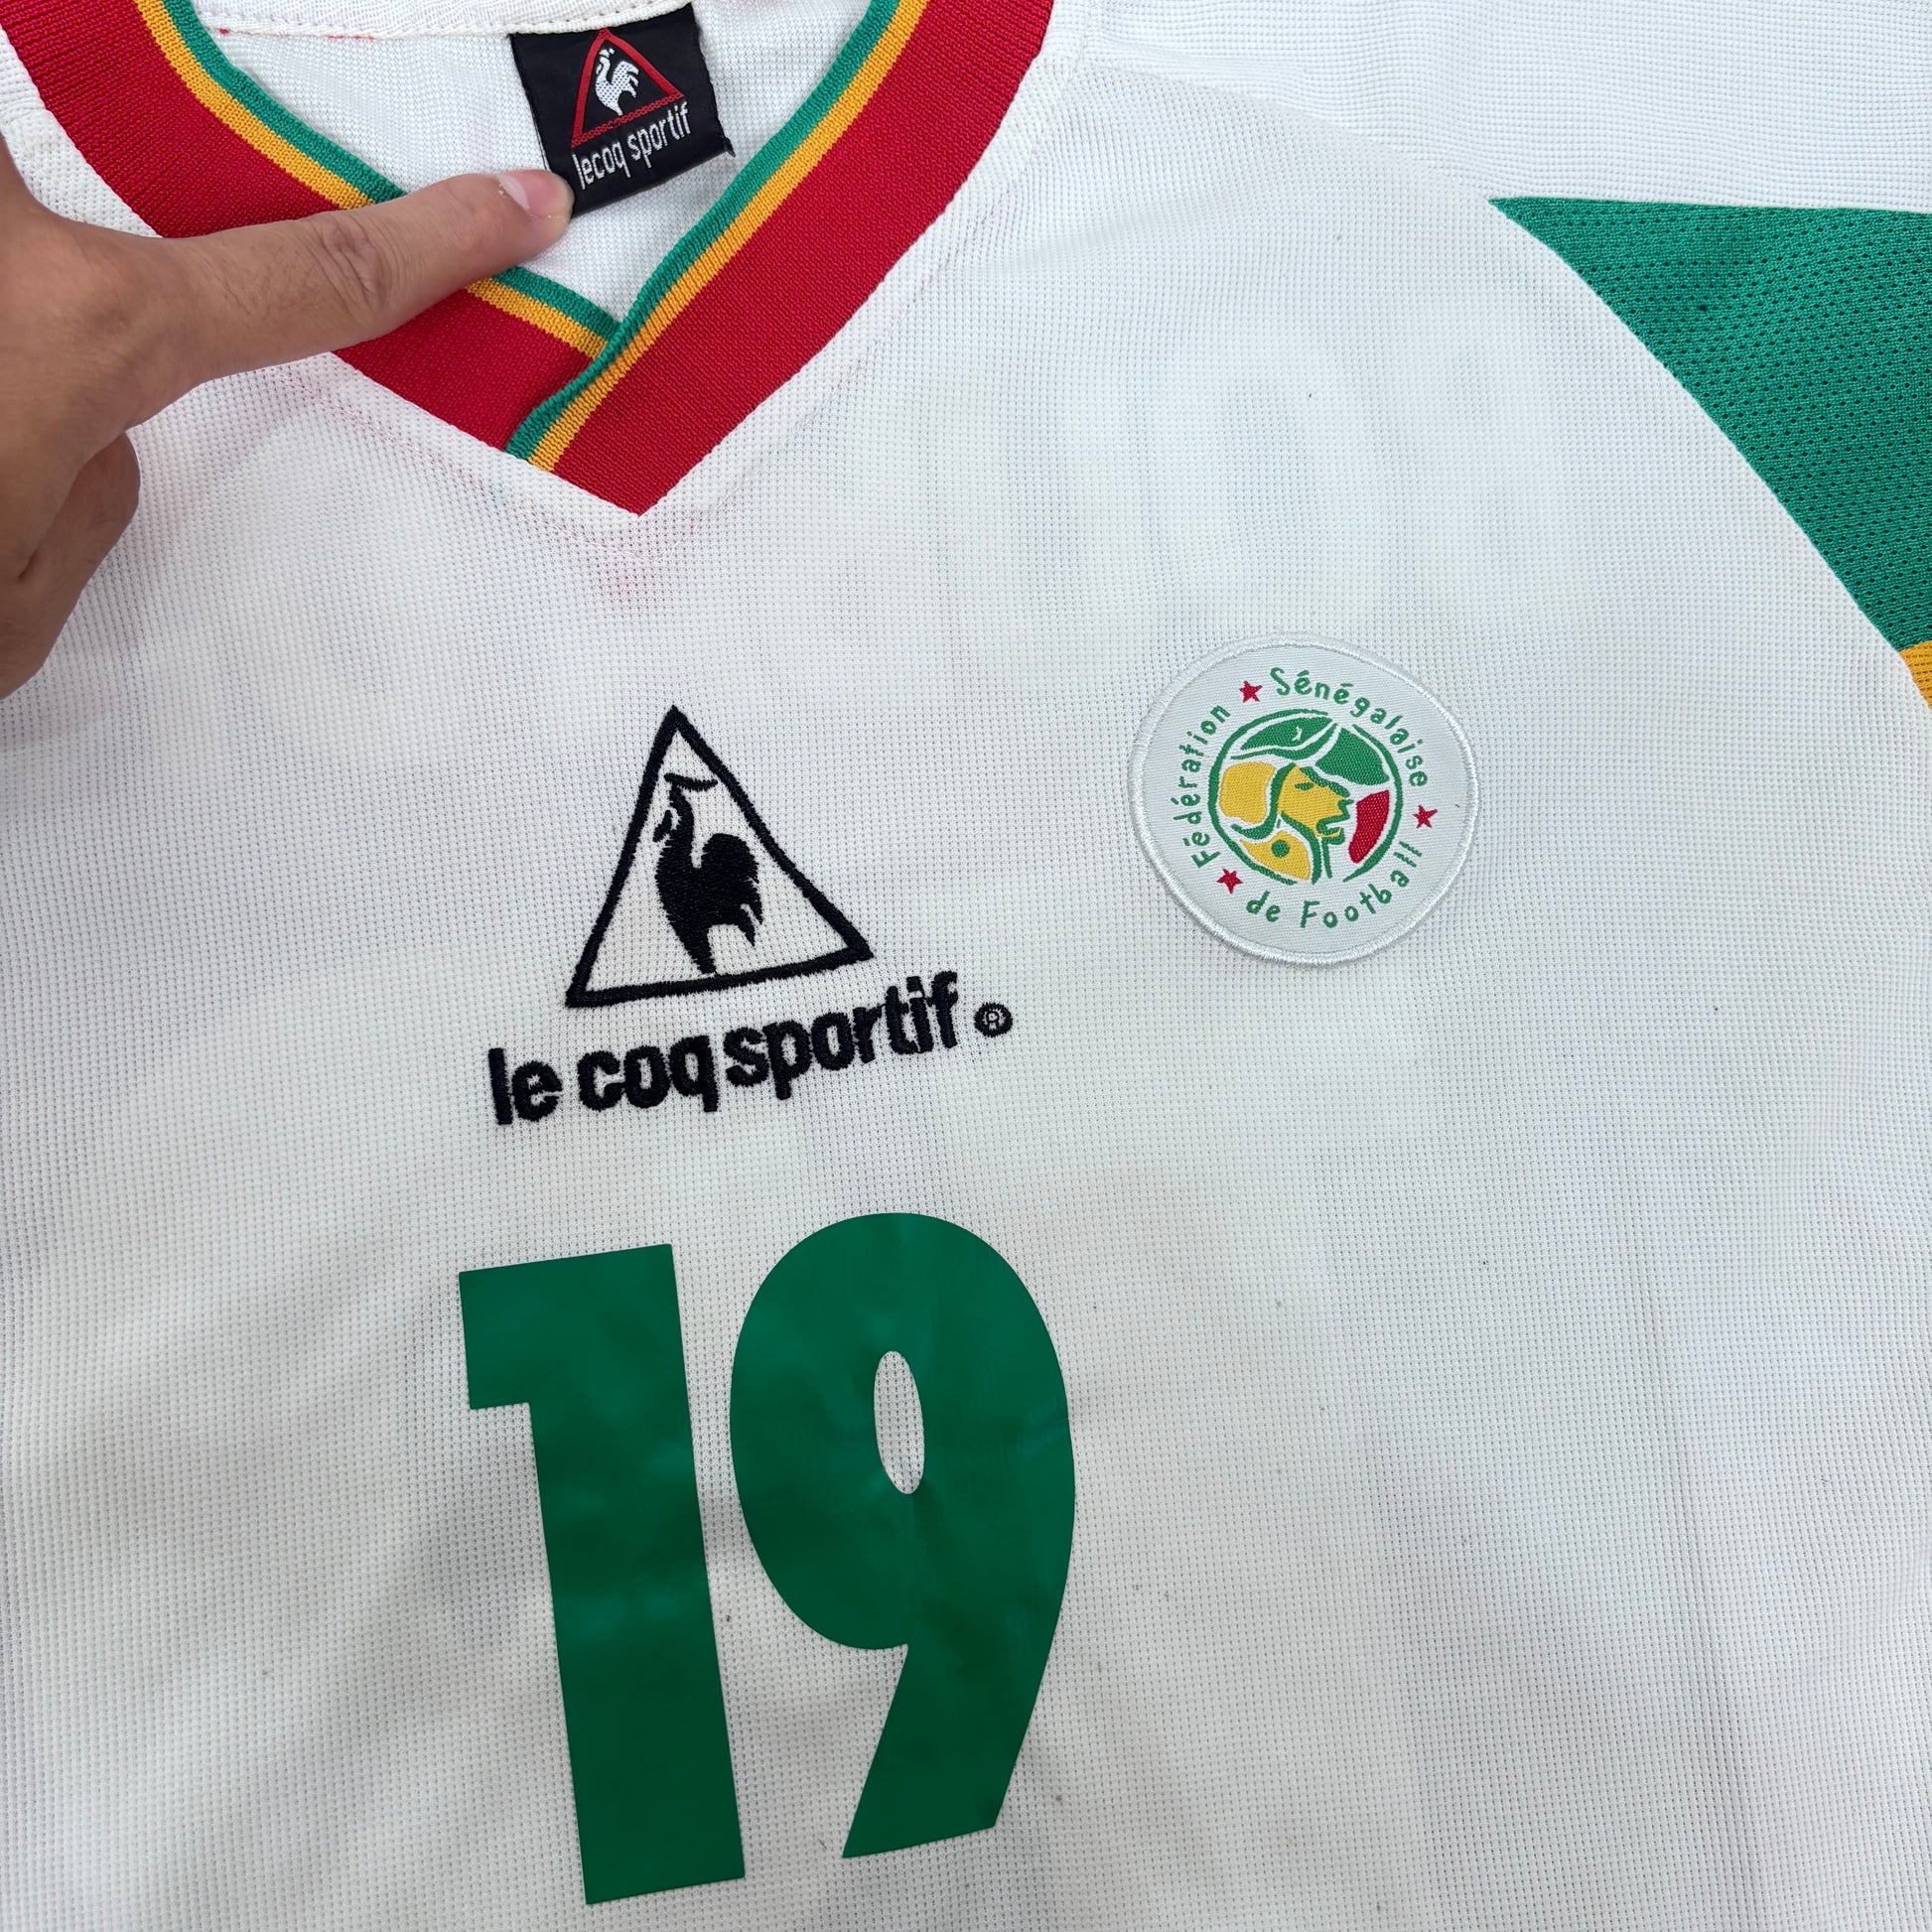 lecoq sportif
Fédération Sénégalaise
de Football
le coq sportif®
19